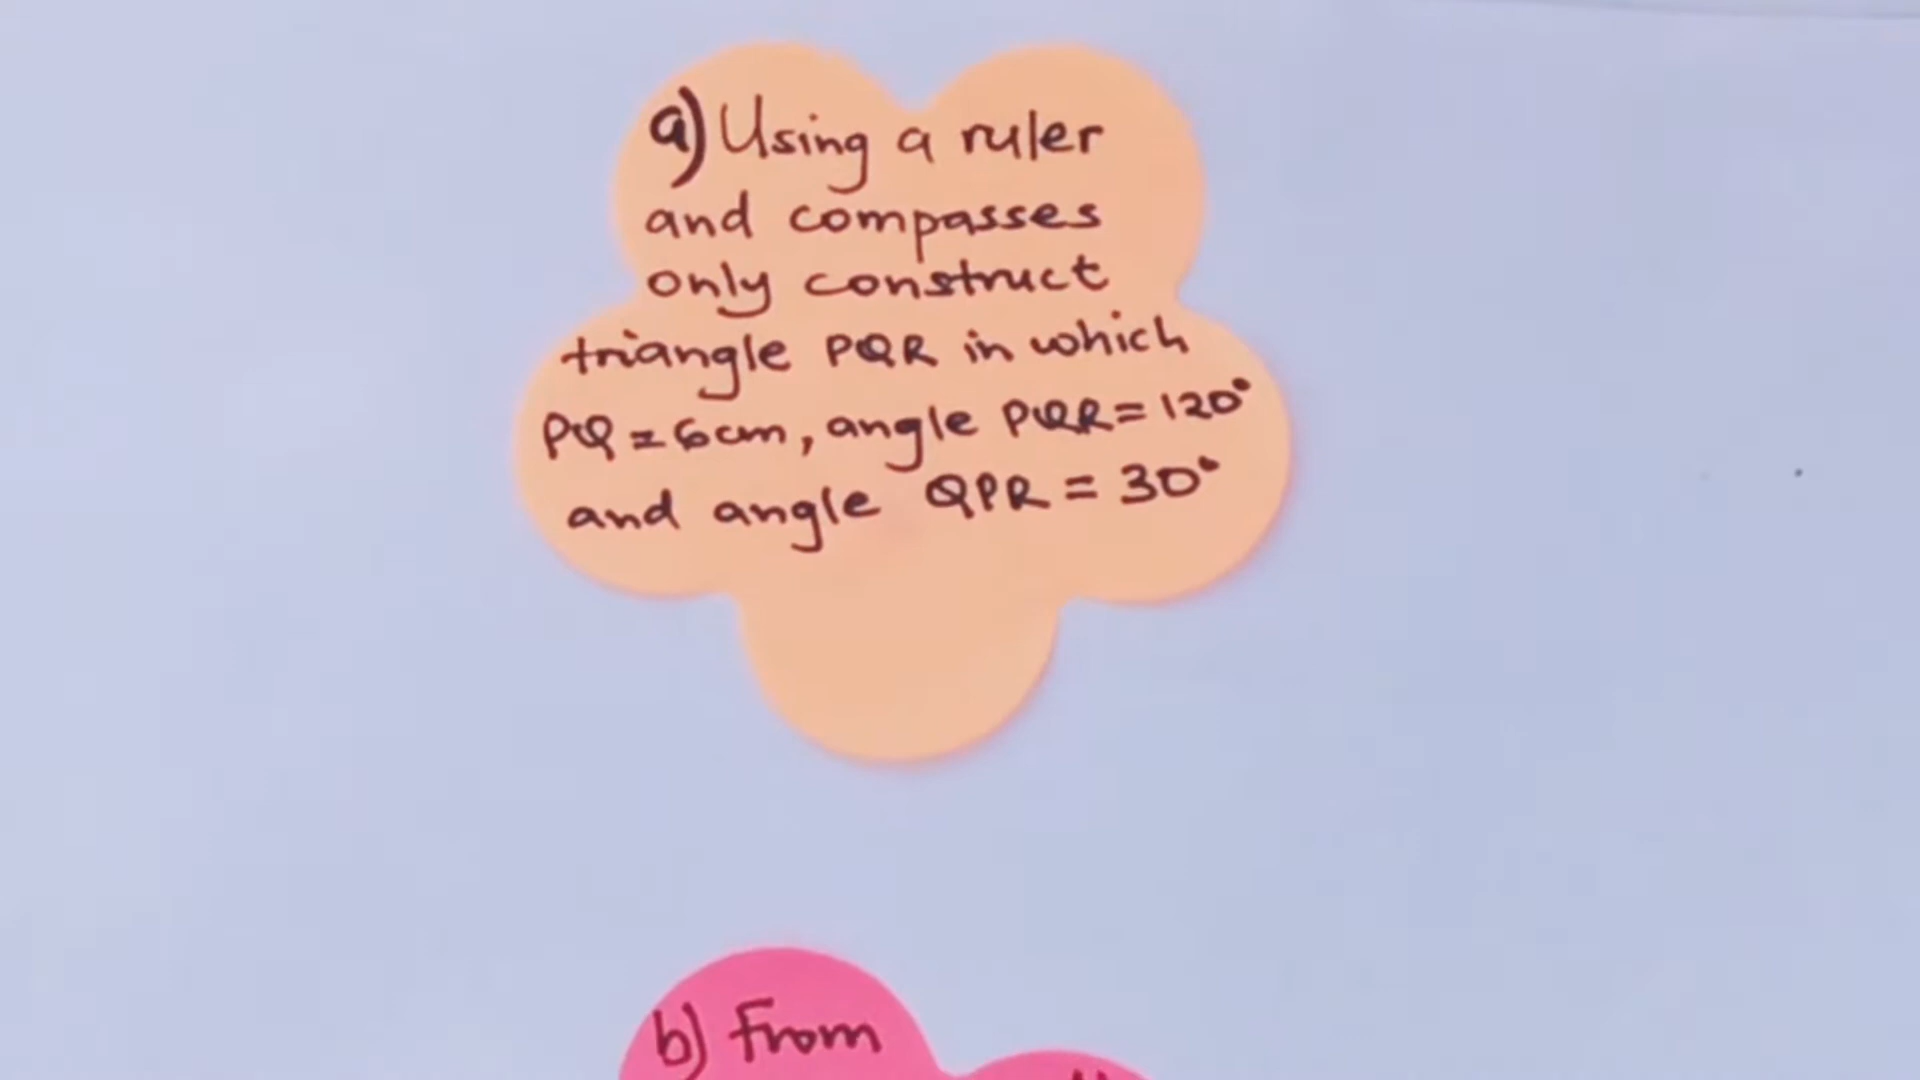 a) Using a ruler
and compasses
only construct
triangle PQR in which
PQ = 6cm, angle PQR = 120°
and angle QPR = 30°
b) From